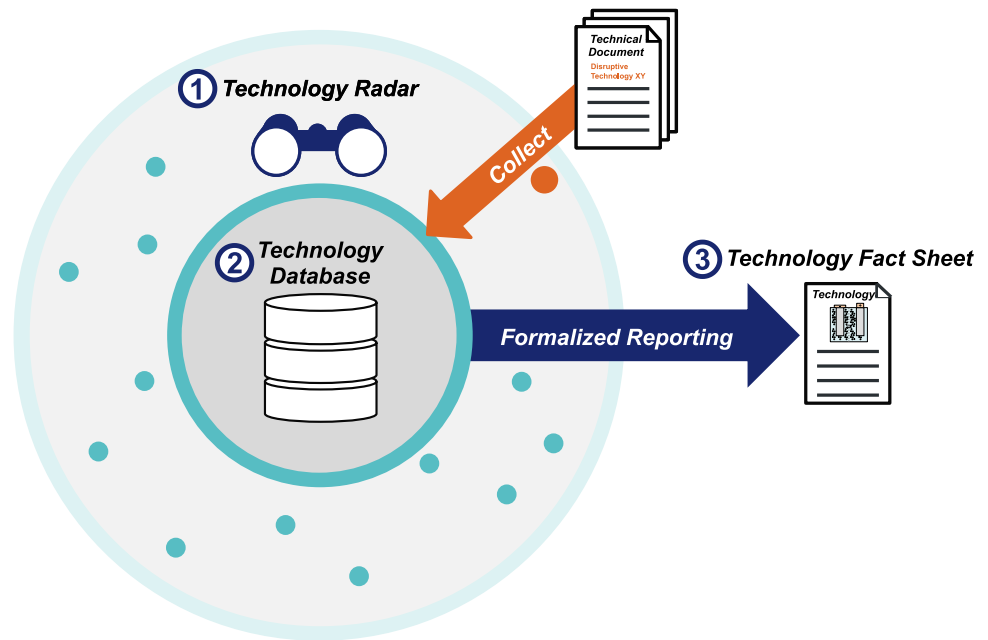 Technical
Document
Disruptive
Technology XY
1 Technology Radar
Collect
2 Technology
Database
3 Technology Fact Sheet
Technology
Formalized Reporting